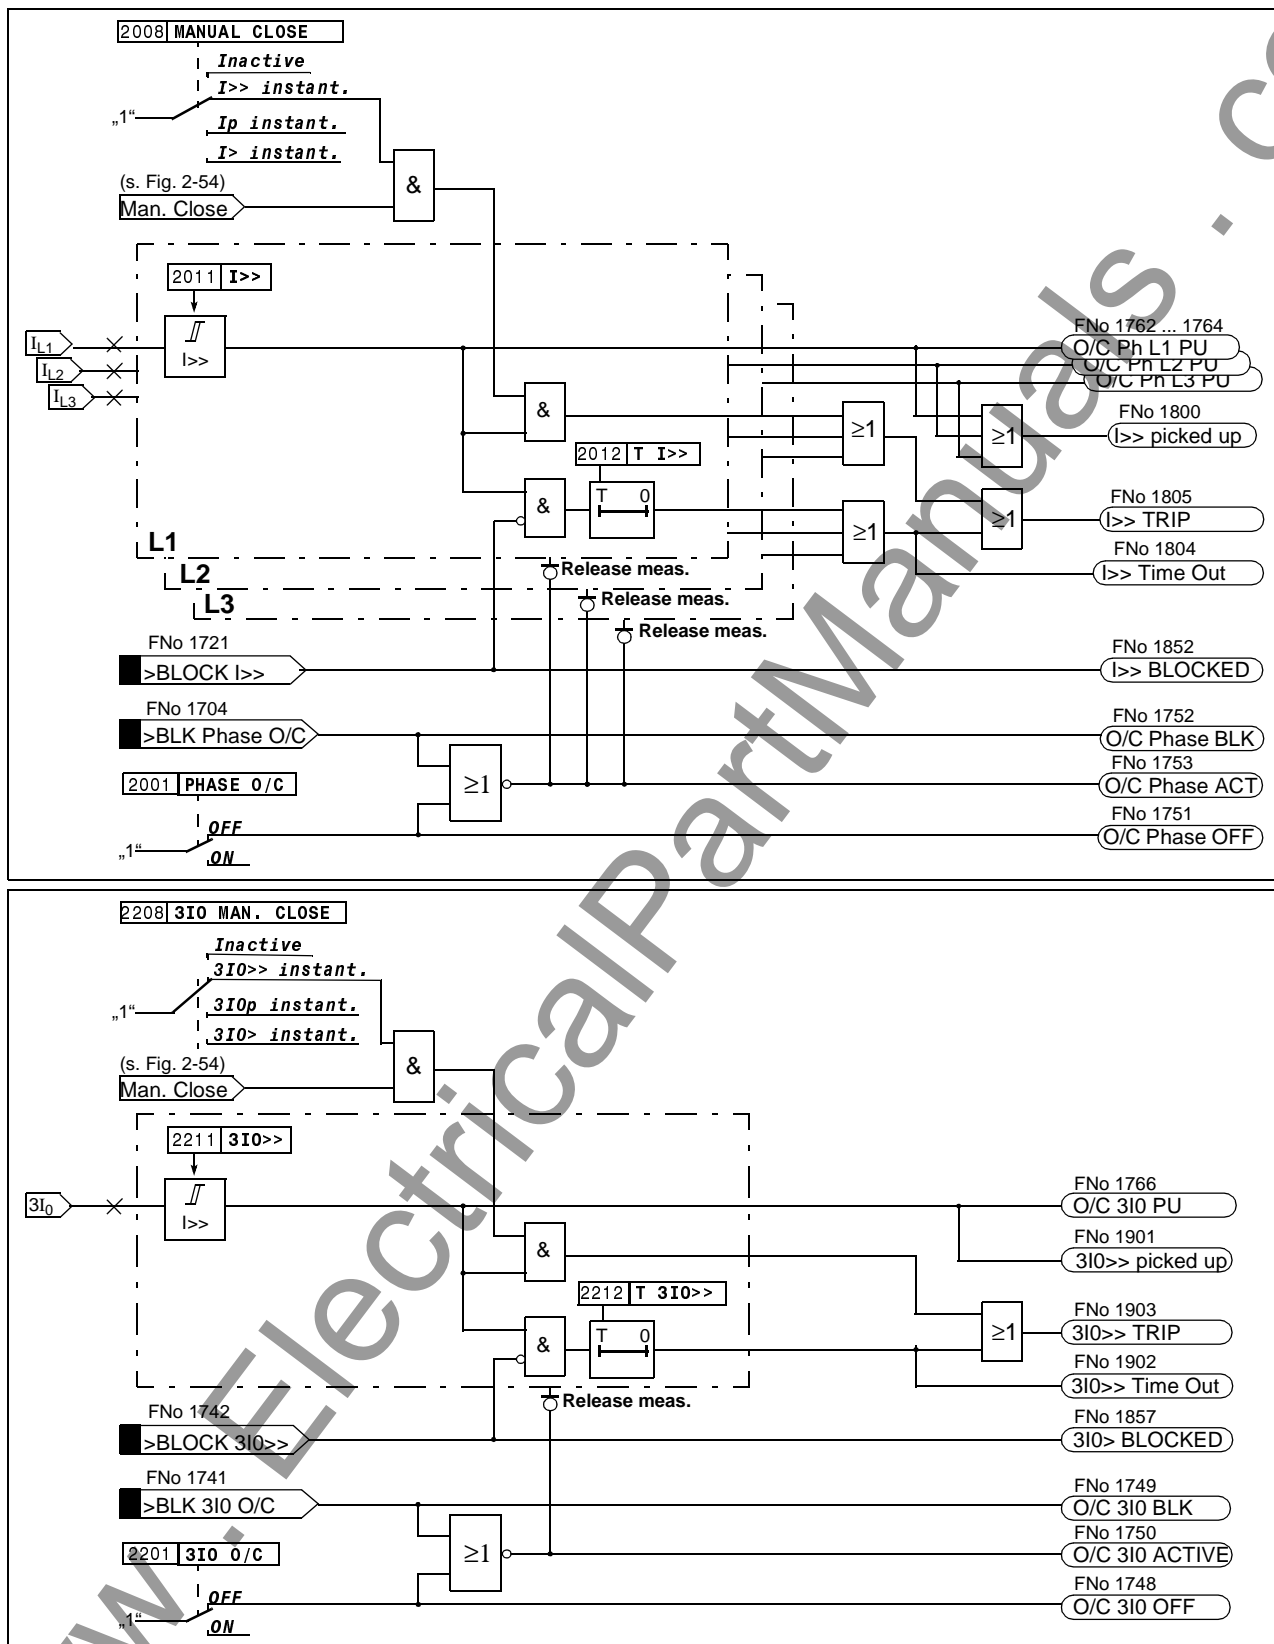 2008 MANUAL CLOSE
Inactive
I>> instant.
„1“
Ip instant.
I> instant.
(s. Fig. 2-54)
Man. Close
&
2011 I>>
IL1
I>>
IL2
IL3
FNo 1762 ... 1764
O/C Ph L1 PU
O/C Ph L2 PU
O/C Ph L3 PU
&
≥1
FNo 1800
≥1
I>> picked up
2012 T I>>
T 0
&
FNo 1805
≥1
I>> TRIP
≥1
L1
FNo 1804
I>> Time Out
Release meas.
L2
Release meas.
L3
Release meas.
FNo 1721
>BLOCK I>>
FNo 1852
I>> BLOCKED
FNo 1704
>BLK Phase O/C
FNo 1752
O/C Phase BLK
FNo 1753
2001 PHASE O/C
≥1
O/C Phase ACT
FNo 1751
OFF
O/C Phase OFF
„1“
ON
2208 3I0 MAN. CLOSE
Inactive
3I0>> instant.
„1“
3I0p instant.
3I0> instant.
(s. Fig. 2-54)
Man. Close
&
2211 3I0>>
3I0
I>>
FNo 1766
O/C 3I0 PU
FNo 1901
&
3I0>> picked up
2212 T 3I0>>
T 0
&
FNo 1903
≥1
3I0>> TRIP
FNo 1902
3I0>> Time Out
Release meas.
FNo 1742
>BLOCK 3I0>>
FNo 1857
3I0> BLOCKED
FNo 1741
>BLK 3I0 O/C
FNo 1749
O/C 3I0 BLK
FNo 1750
2201 3I0 O/C
≥1
O/C 3I0 ACTIVE
FNo 1748
OFF
O/C 3I0 OFF
„1“
ON
w . ElectricalPartManuals . c